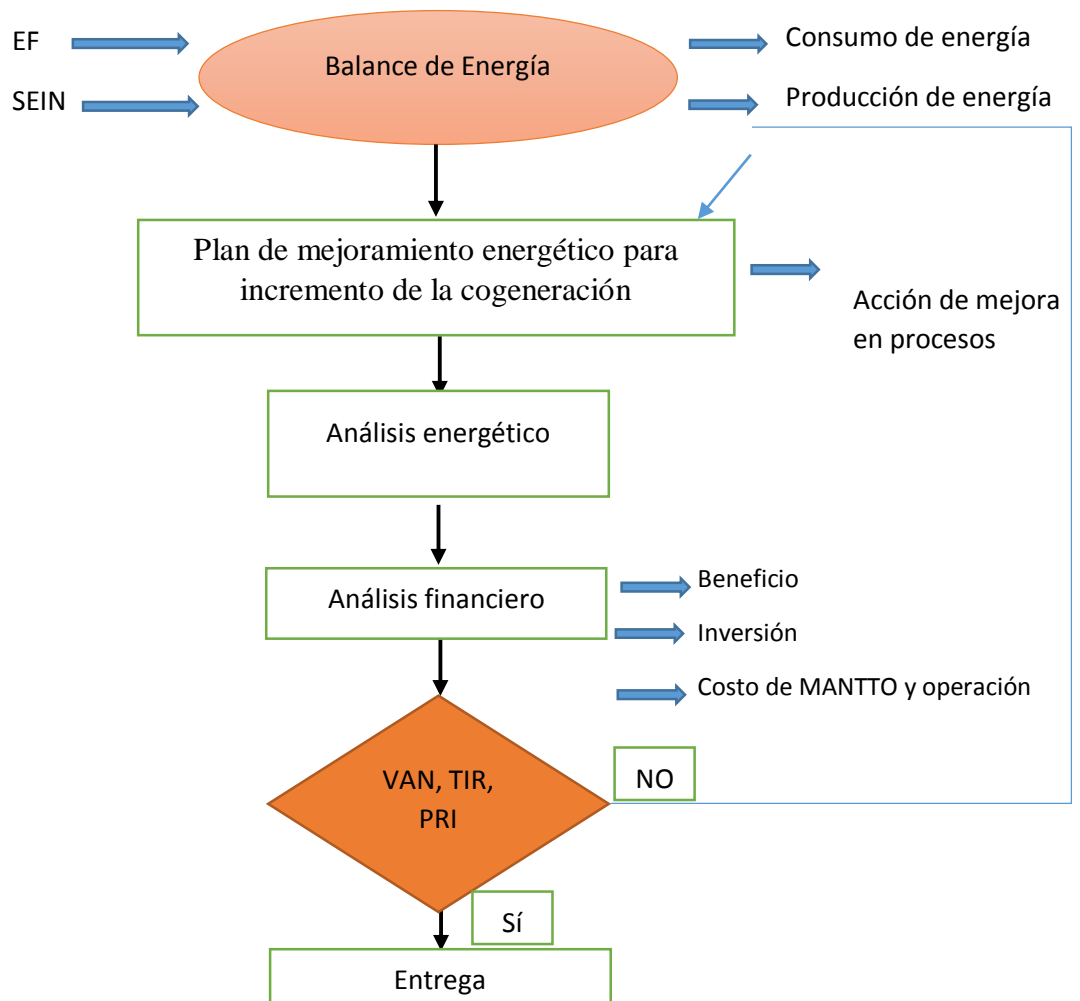 EF
Balance de Energía
Consumo de energía
SEIN
Producción de energía
Plan de mejoramiento energético para
incremento de la cogeneración
Acción de mejora
en procesos
Análisis energético
Análisis financiero
Beneficio
Inversión
Costo de MANTTO y operación
VAN, TIR,
PRI
NO
Sí
Entrega